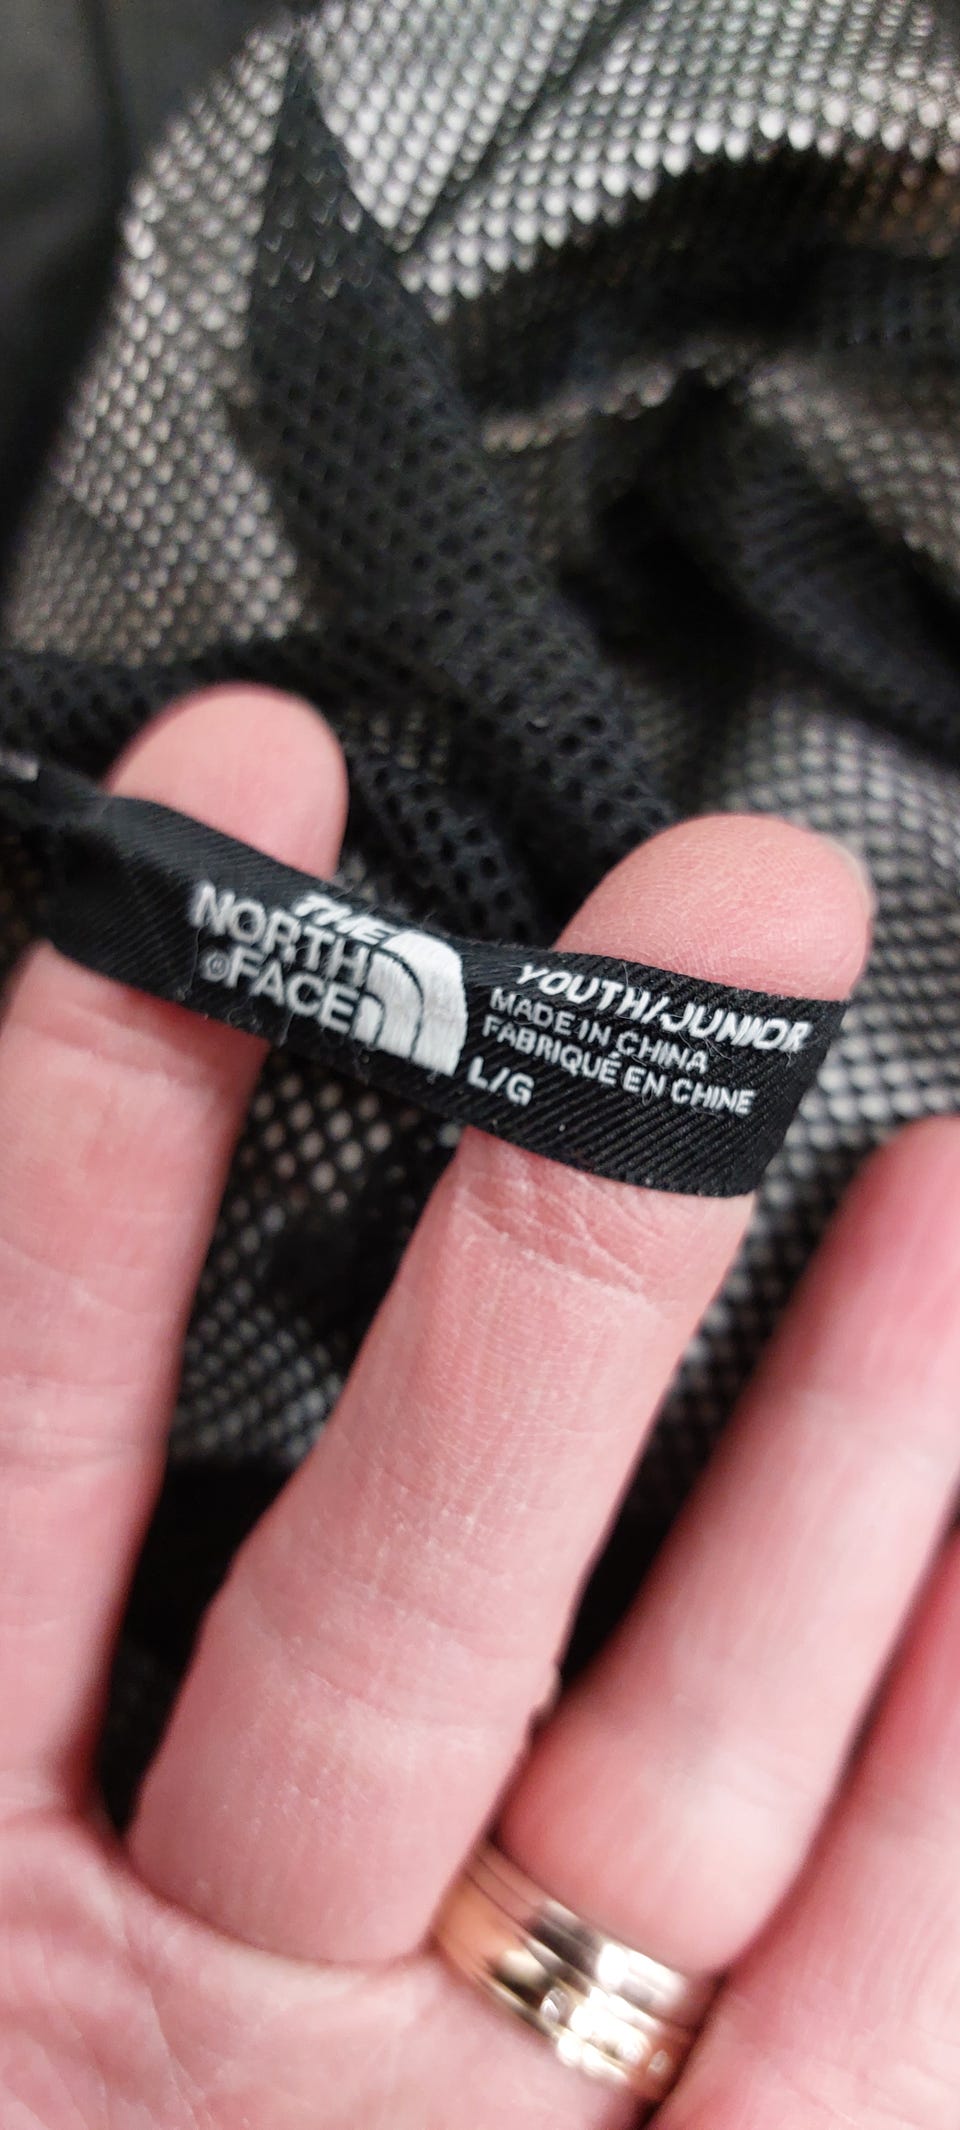 THE
NORTH
©FACE
YOUTH/JUNIOR
MADE IN CHINA
FABRIQUÉ EN CHINE
L/G